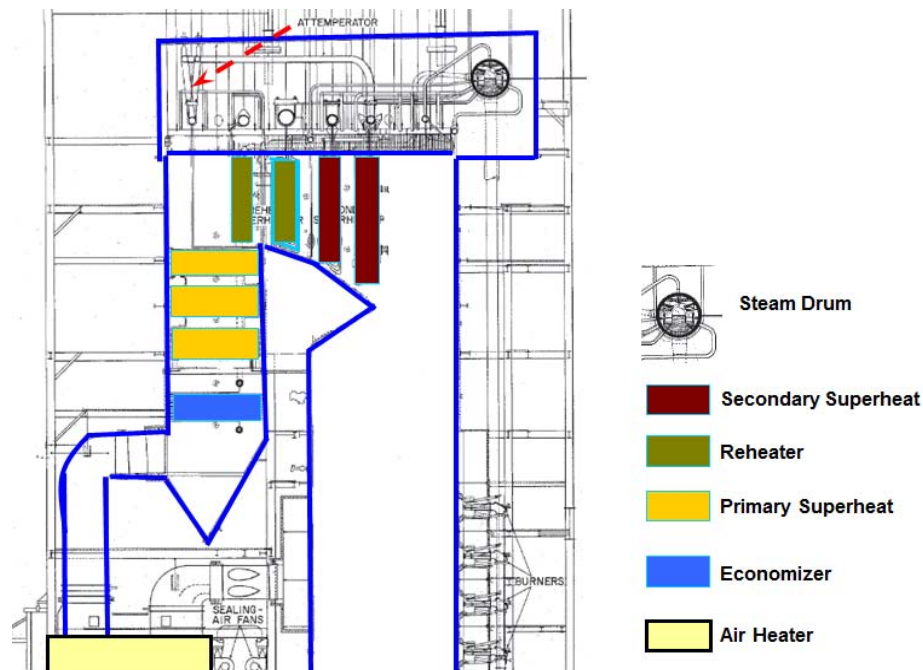 ATTEMPERATOR
Steam Drum
Secondary Superheat
Reheater
Primary Superheat
Economizer
BURNERS
SEALING-
AIR FANS
Air Heater